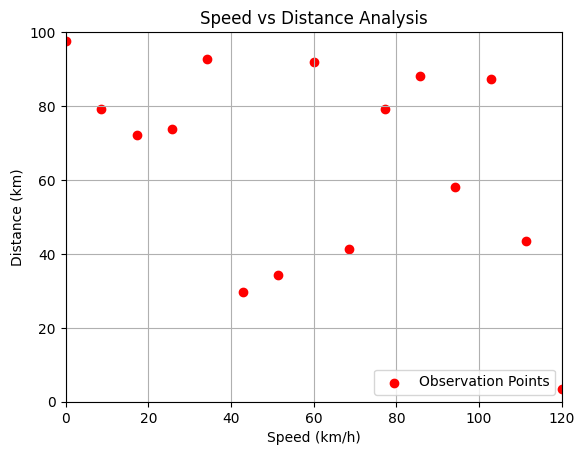 Speed vs Distance Analysis
100
80
60
40
20
0
Distance (km)
Observation Points
0 20 40 60 80 100 120
Speed (km/h)